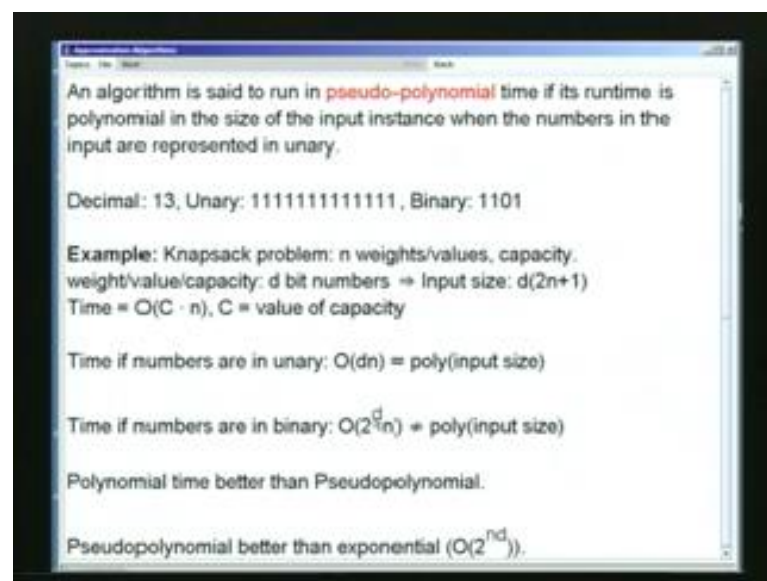 Approximation Algorithms
An algorithm is said to run in pseudo-polynomial time if its runtime is
polynomial in the size of the input instance when the numbers in the
input are represented in unary.
Decimal: 13, Unary: 1111111111111, Binary: 1101
Example: Knapsack problem: n weights/values, capacity.
weight/value/capacity: d bit numbers ⇒ Input size: d(2n+1)
Time = O(C · n), C = value of capacity
Time if numbers are in unary: O(dn) = poly(input size)
Time if numbers are in binary: O(2^d n) ≠ poly(input size)
Polynomial time better than Pseudopolynomial.
Pseudopolynomial better than exponential (O(2^nd)).